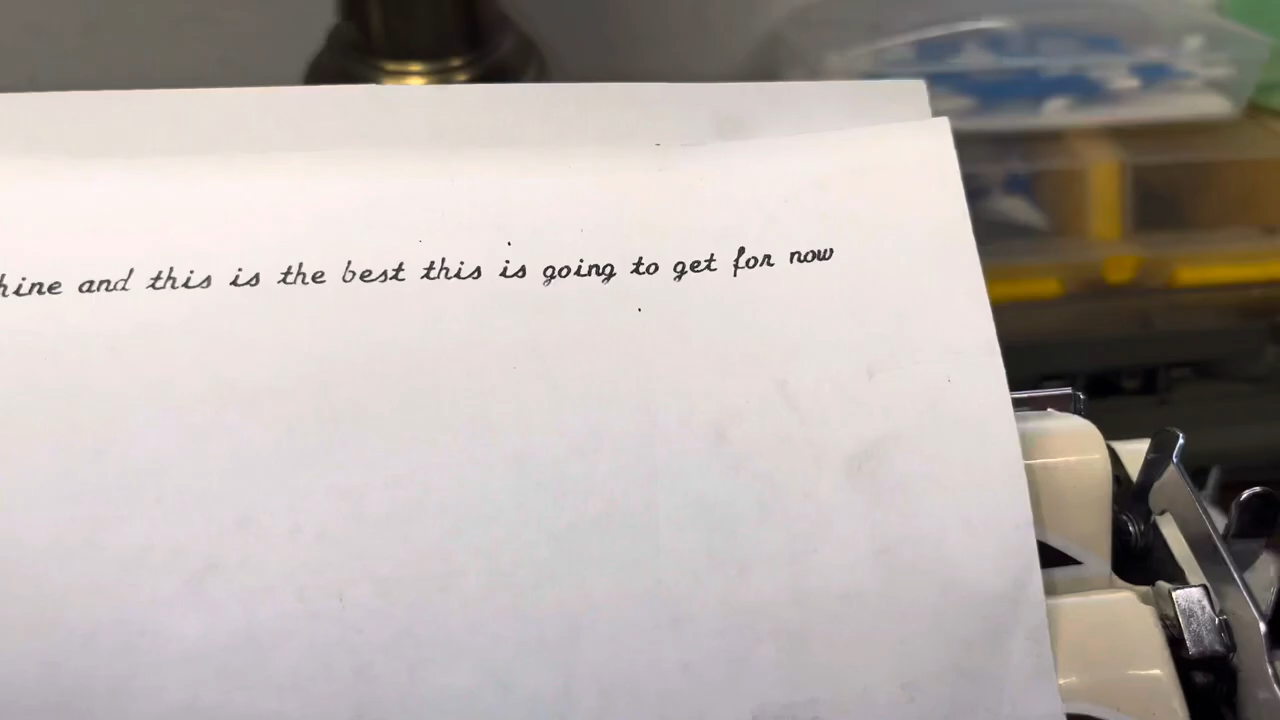 hine and this is the best this is going to get for now